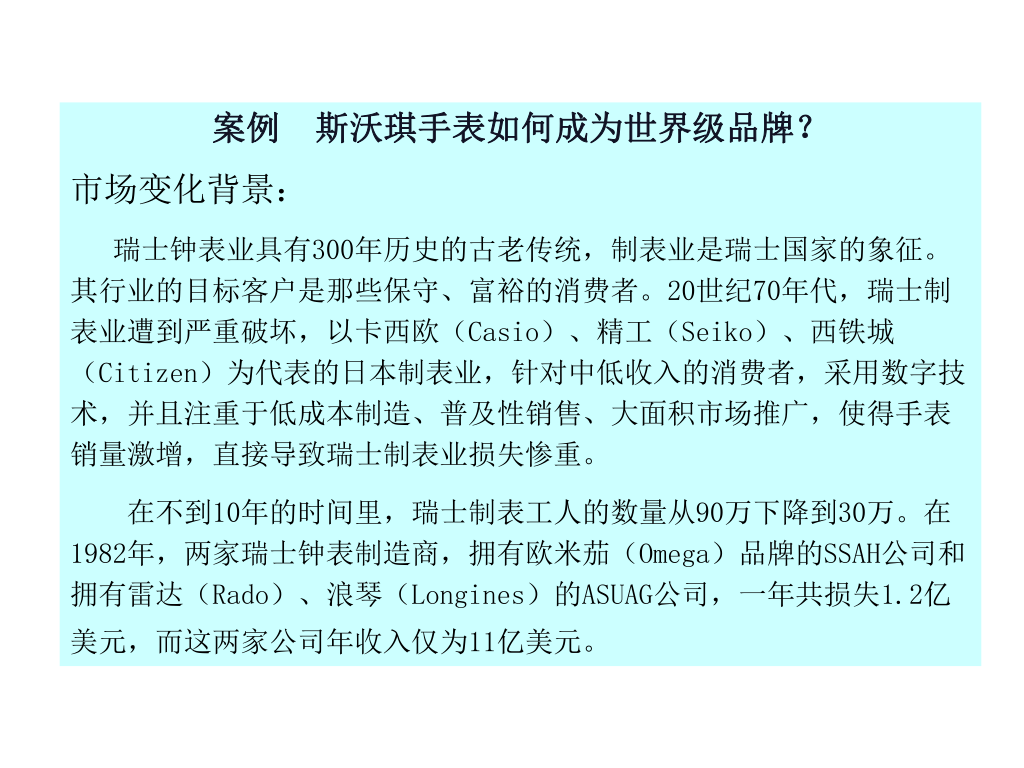 案例　斯沃琪手表如何成为世界级品牌?
市场变化背景：
瑞士钟表业具有300年历史的古老传统，制表业是瑞士国家的象征。
其行业的目标客户是那些保守、富裕的消费者。20世纪70年代，瑞士制
表业遭到严重破坏，以卡西欧（Casio）、精工（Seiko）、西铁城
（Citizen）为代表的日本制表业，针对中低收入的消费者，采用数字技
术，并且注重于低成本制造、普及性销售、大面积市场推广，使得手表
销量激增，直接导致瑞士制表业损失惨重。
在不到10年的时间里，瑞士制表工人的数量从90万下降到30万。在
1982年，两家瑞士钟表制造商，拥有欧米茄（Omega）品牌的SSAH公司和
拥有雷达（Rado）、浪琴（Longines）的ASUAG公司，一年共损失1.2亿
美元，而这两家公司年收入仅为11亿美元。